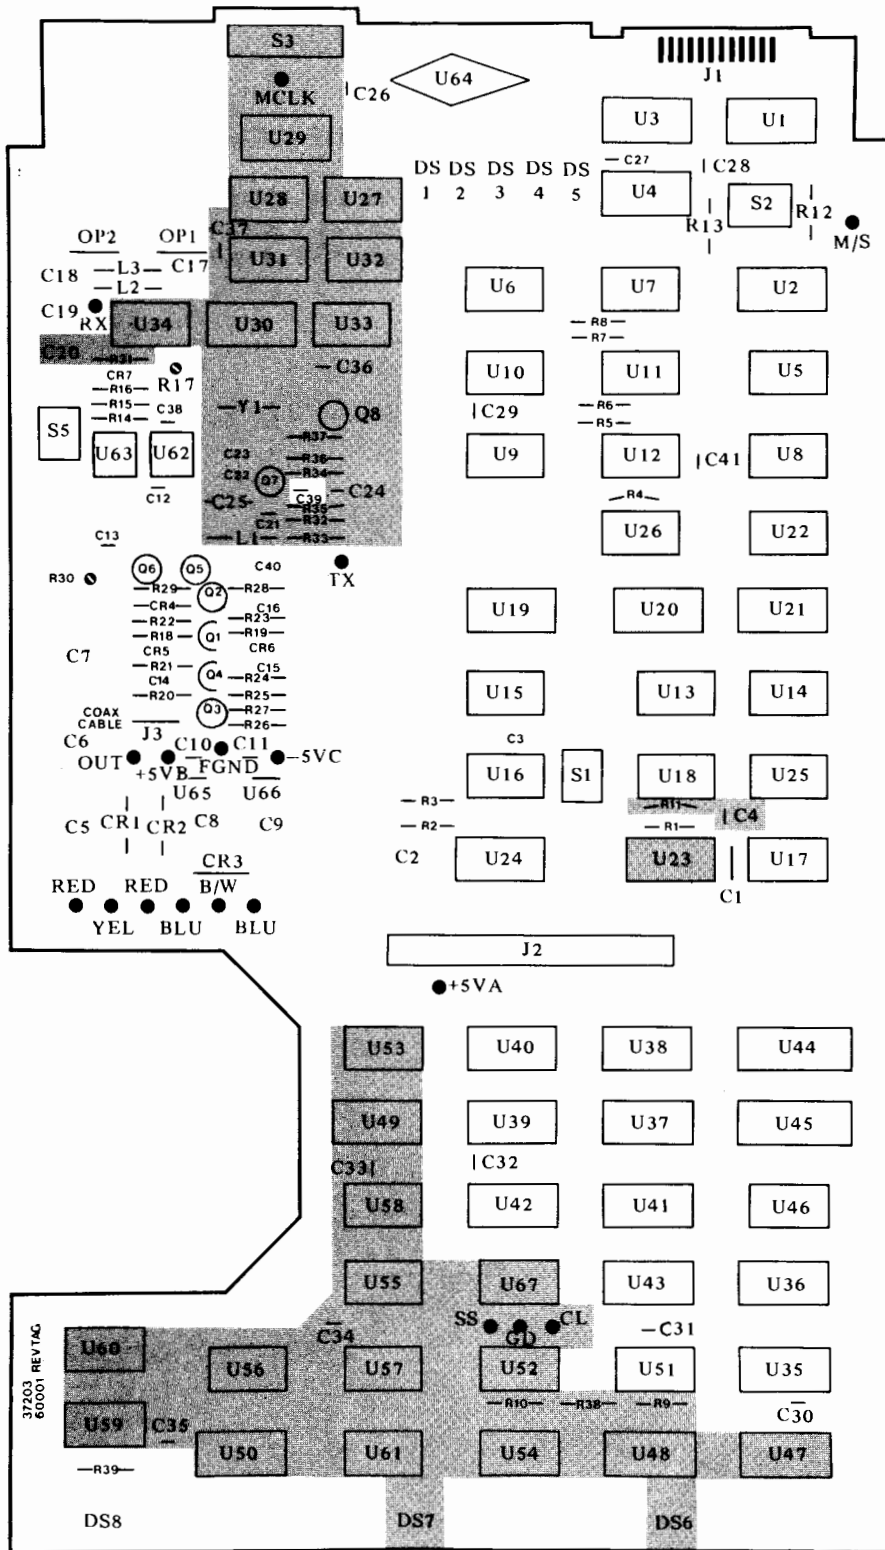 S3
J1
MCLK
C26
U64
U3
U1
U29
DS 1
DS 2
DS 3
DS 4
DS 5
C27
C28
U4
S2
R13
R12
M/S
U28
U27
C37
OP2
OP1
C17
L3
L2
C18
U31
U32
C19
RX
U34
U30
U33
U6
U7
U2
R8
R7
C20
R31
CR7
R16
R15
R14
R17
C38
C36
Y1
Q8
U10
U11
U5
C29
R6
R5
S5
U63
U62
R37
C23
R36
C22
R34
Q7
C39
C24
C25
R35
R32
C21
L1
R33
U9
U12
C41
U8
R4
C12
C13
U26
U22
TX
R30
Q6
Q5
C40
R29
Q2
R28
CR4
C16
R22
R23
R18
Q1
R19
CR5
CR6
R21
C15
C14
Q4
R24
R20
R25
Q3
R27
R26
C7
COAX
CABLE
J3
C6
OUT
+5VB
C10
FGND
C11
-5VC
U65
U66
U19
U20
U21
U15
U13
U14
C3
U16
S1
U18
U25
C5
CR1
CR2
C8
C9
CR3
B/W
R3
R2
R11
R1
C4
C2
U24
U23
C1
U17
RED
YEL
RED
BLU
BLU
J2
+5VA
U53
U40
U38
U44
U49
U39
U37
U45
C33
C32
U58
U42
U41
U46
U55
U67
U43
U36
SS
GD
CL
C31
C34
37203
60001 REV TAG
U60
U56
U57
U52
U51
U35
R10
R38
R9
C30
U59
C35
U50
U61
U54
U48
U47
R39
DS8
DS7
DS6